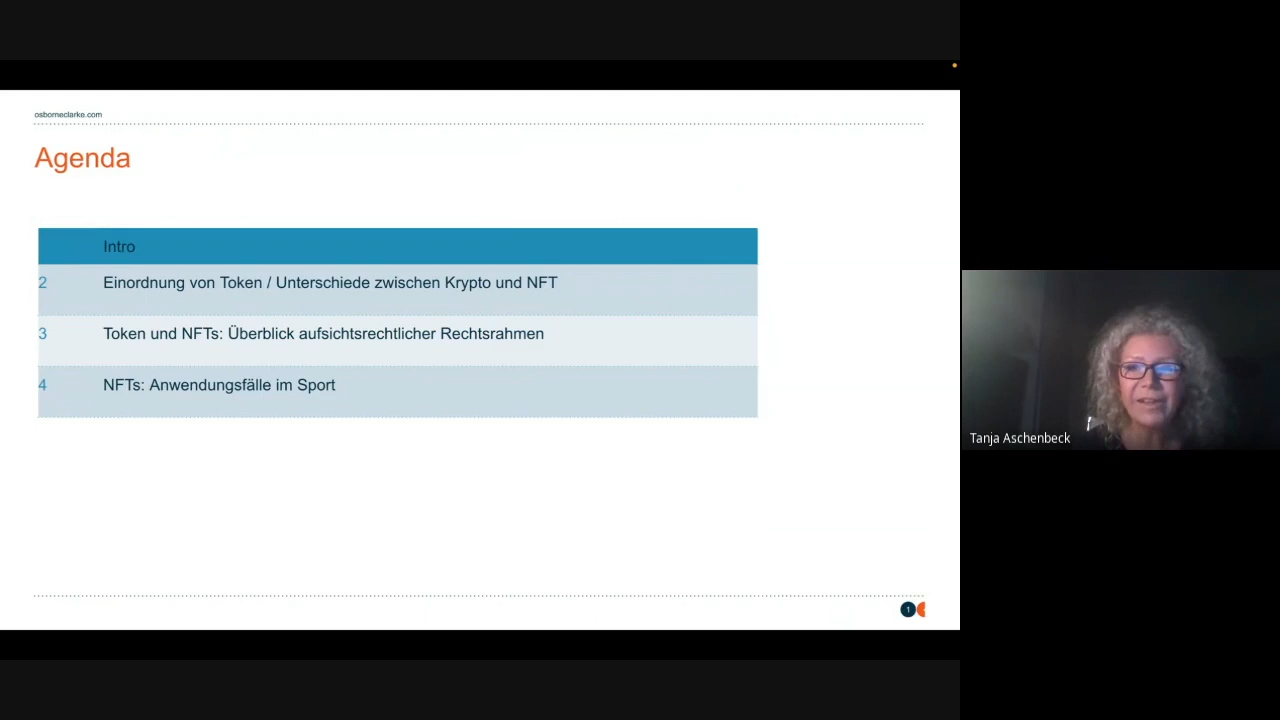 osborneclarke.com
Agenda
Intro
2 Einordnung von Token / Unterschiede zwischen Krypto und NFT
3 Token und NFTs: Überblick aufsichtsrechtlicher Rechtsrahmen
4 NFTs: Anwendungsfälle im Sport
Tanja Aschenbeck
1